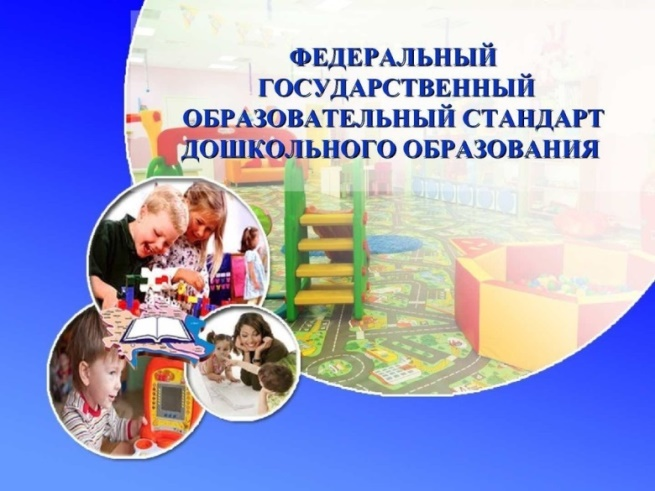 ФЕДЕРАЛЬНЫЙ
ГОСУДАРСТВЕННЫЙ
ОБРАЗОВАТЕЛЬНЫЙ СТАНДАРТ
ДОШКОЛЬНОГО ОБРАЗОВАНИЯ